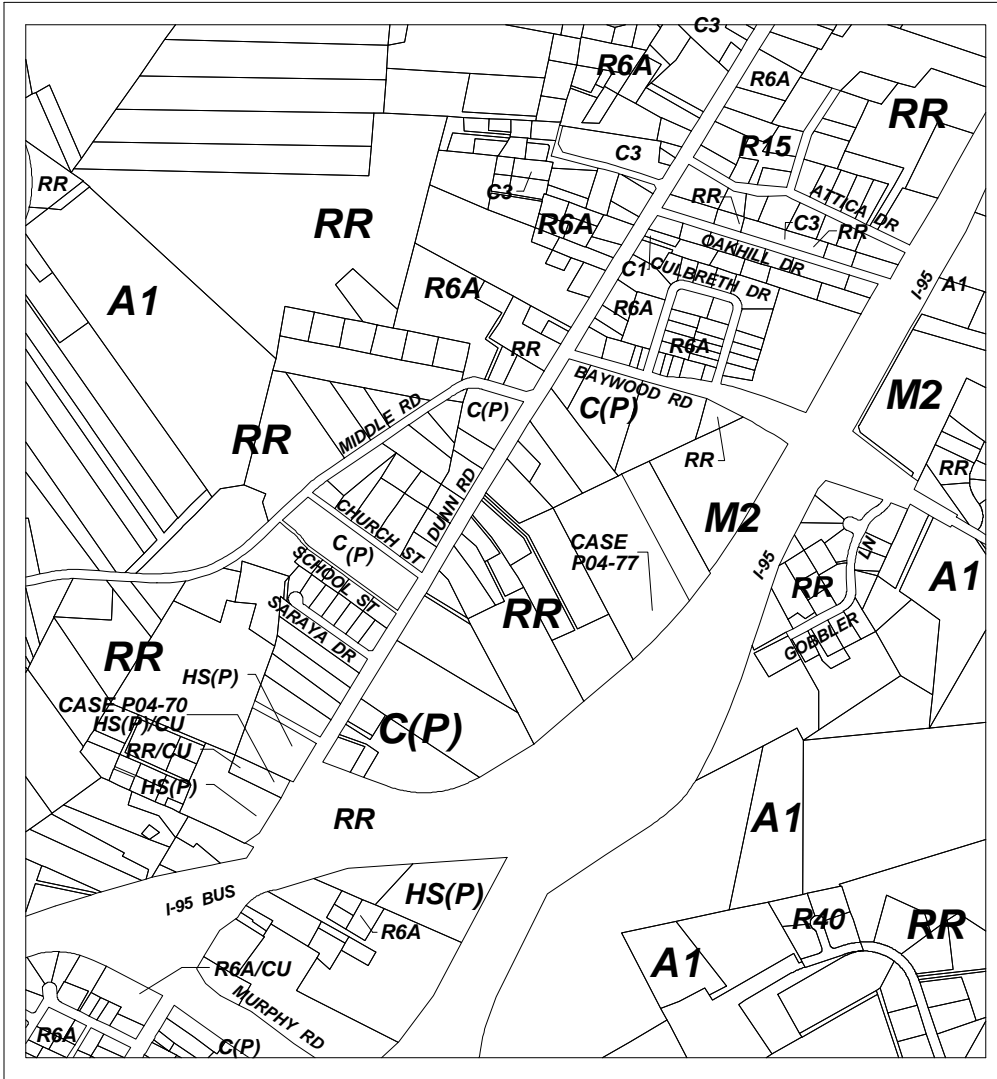 C3
R6A
R6A
RR
R15
C3
RR
C3
RR
ATTICA DR
RR
R6A
C3
RR
OAKHILL DR
I-95
C1
CULBRETH DR
A1
A1
R6A
R6A
RR
R6A
BAYWOOD RD
M2
MIDDLE RD
C(P)
C(P)
RR
RR
RR
DUNN RD
M2
CHURCH ST
C(P)
CASE
P04-77
I-95
LN
SCHOOL ST
RR
A1
SARAYA DR
RR
GOBBLER
RR
HS(P)
CASE P04-70
HS(P)/CU
C(P)
RR/CU
HS(P)
RR
A1
I-95 BUS
HS(P)
R6A
R40
RR
R6A/CU
A1
MURPHY RD
R6A
C(P)